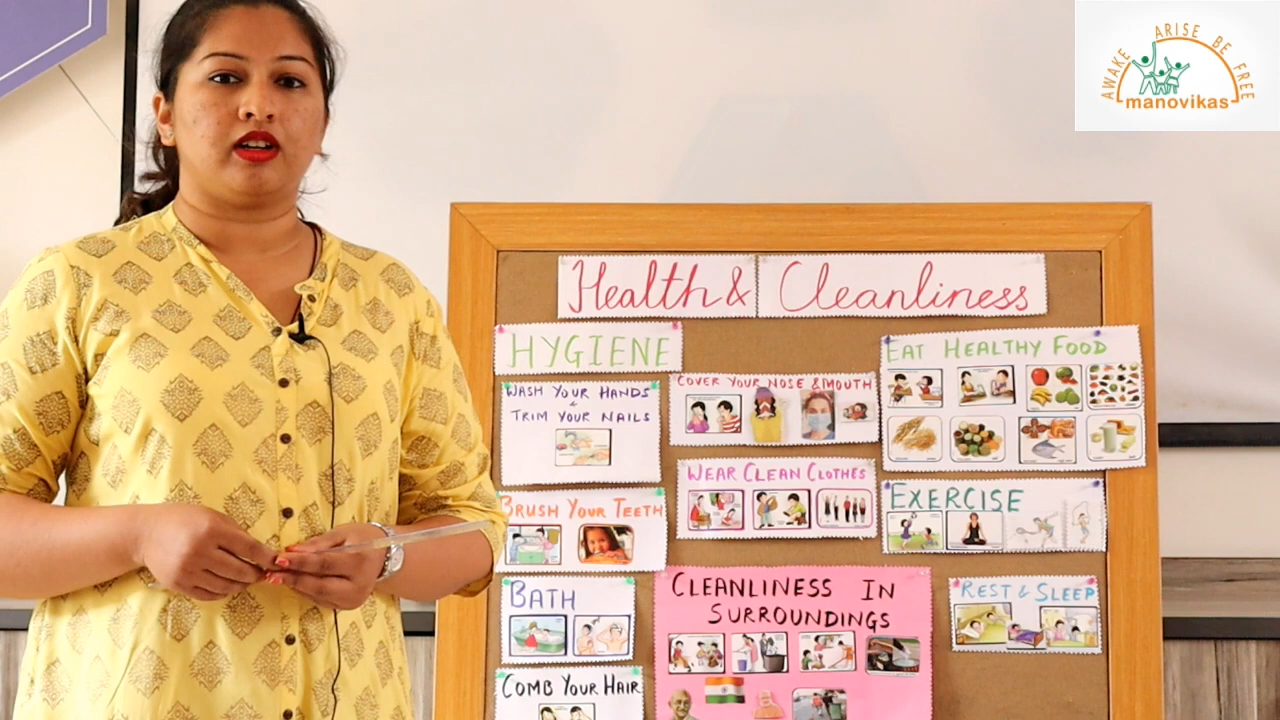 AWAKE ARISE BE FREE
manovikas
Health & Cleanliness
HYGIENE
WASH YOUR HANDS
&
TRIM YOUR NAILS
BRUSH YOUR TEETH
BATH
COMB YOUR HAIR
COVER YOUR NOSE & MOUTH
WEAR CLEAN CLOTHES
CLEANLINESS IN
SURROUNDINGS
EAT HEALTHY FOOD
EXERCISE
REST & SLEEP